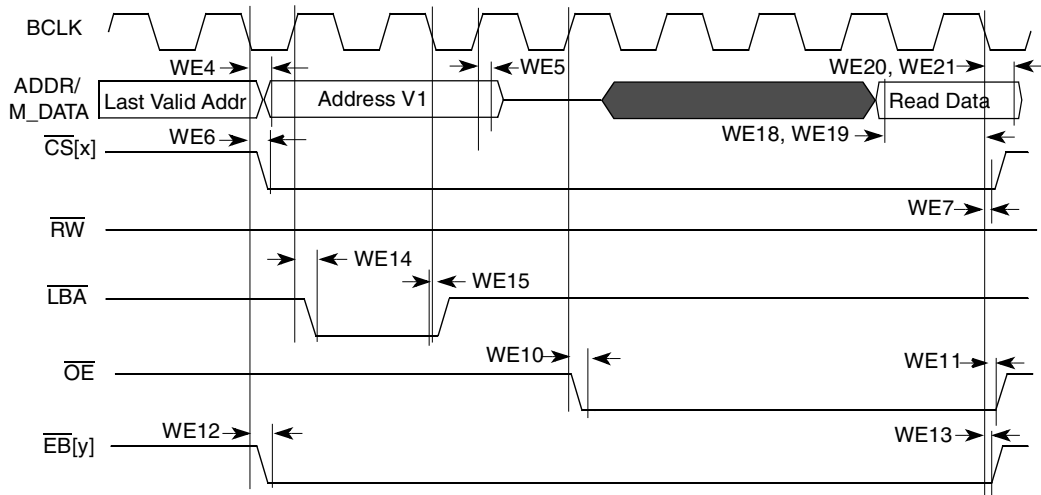 BCLK
WE4
WE5
WE20, WE21
ADDR/
M_DATA
Last Valid Addr
Address V1
Read Data
WE6
WE18, WE19
CS[x]
WE7
RW
WE14
LBA
WE15
WE10
WE11
OE
WE12
WE13
EB[y]